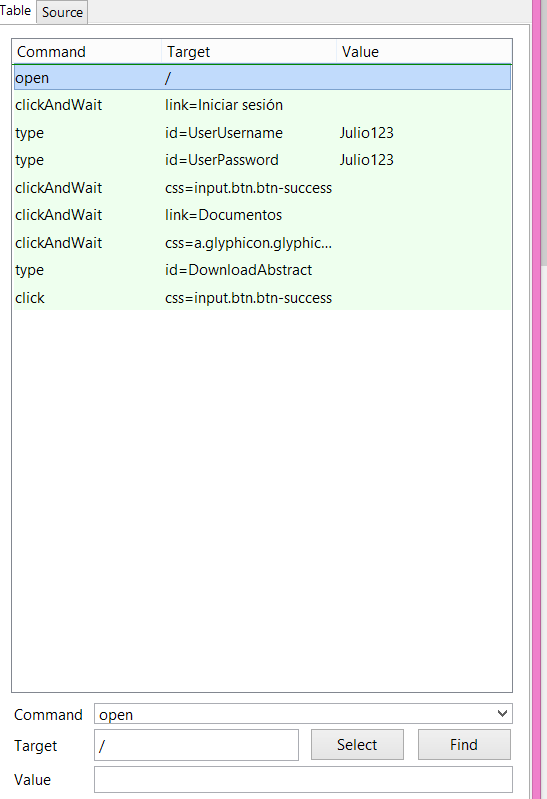 Table Source
Command Target Value
open /
clickAndWait link=Iniciar sesión
type id=UserUsername Julio123
type id=UserPassword Julio123
clickAndWait css=input.btn.btn-success
clickAndWait link=Documentos
clickAndWait css=a.glyphicon.glyphic...
type id=DownloadAbstract
click css=input.btn.btn-success
Command open
Target / Select Find
Value